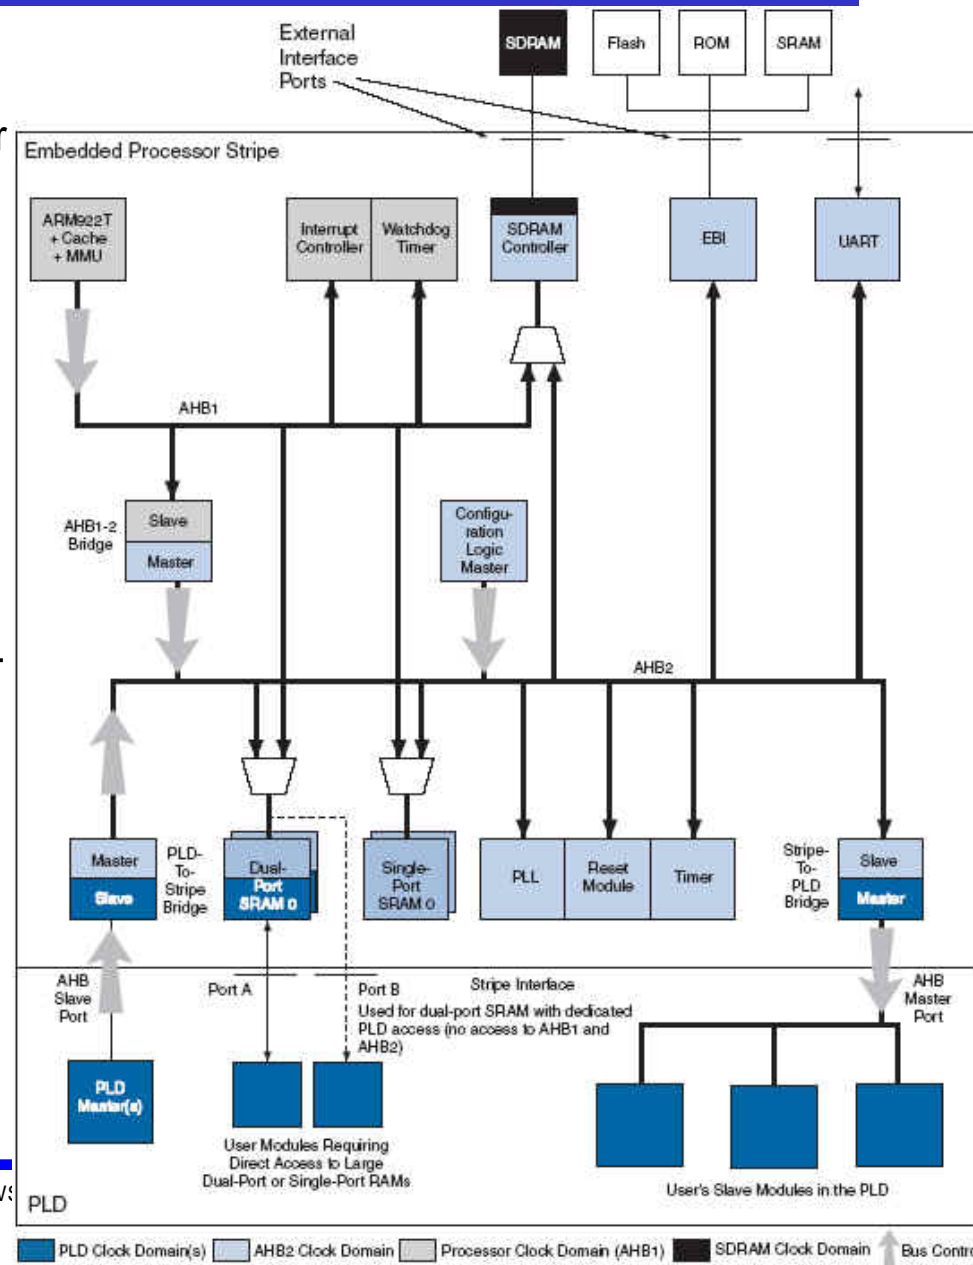 External
Interface
Ports
SDRAM
Flash
ROM
SRAM
r
Embedded Processor Stripe
ARM922T
+ Cache
+ MMU
Interrupt
Controller
Watchdog
Timer
SDRAM
Controller
EBI
UART
AHB1
AHB1-2
Bridge
Slave
Master
Configu-
ration
Logic
Master
AHB2
Master
Slave
PLD-
To-
Stripe
Bridge
Dual-
Port
SRAM 0
Single-
Port
SRAM 0
PLL
Reset
Module
Timer
Stripe-
To-
PLD
Bridge
Slave
Master
AHB
Slave
Port
Port A
Port B
Stripe Interface
Used for dual-port SRAM with dedicated
PLD access (no access to AHB1 and
AHB2)
AHB
Master
Port
PLD
Master(s)
User Modules Requiring
Direct Access to Large
Dual-Port or Single-Port RAMs
User's Slave Modules in the PLD
PLD
PLD Clock Domain(s)
AHB2 Clock Domain
Processor Clock Domain (AHB1)
SDRAM Clock Domain
Bus Contro